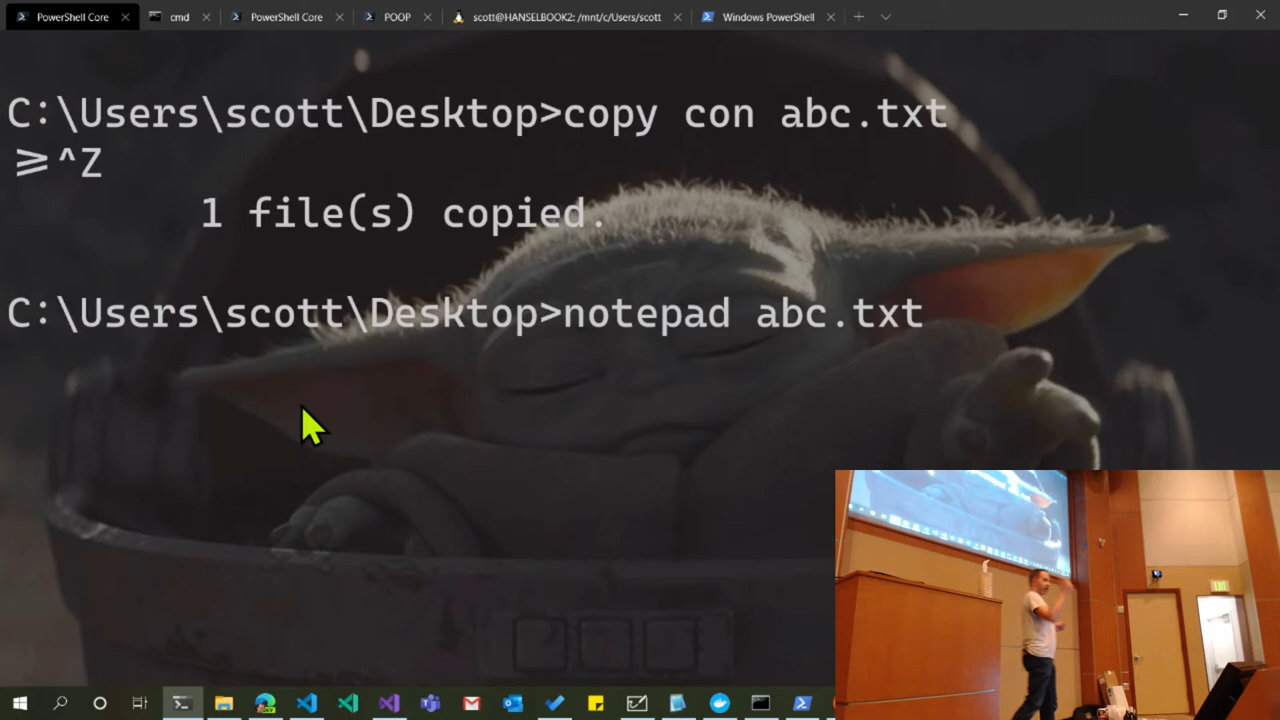 PowerShell Core
cmd
PowerShell Core
POOP
scott@HANSELBOOK2: /mnt/c/Users/scott
Windows PowerShell
C:\Users\scott\Desktop>copy con abc.txt
>=^Z
1 file(s) copied.
C:\Users\scott\Desktop>notepad abc.txt